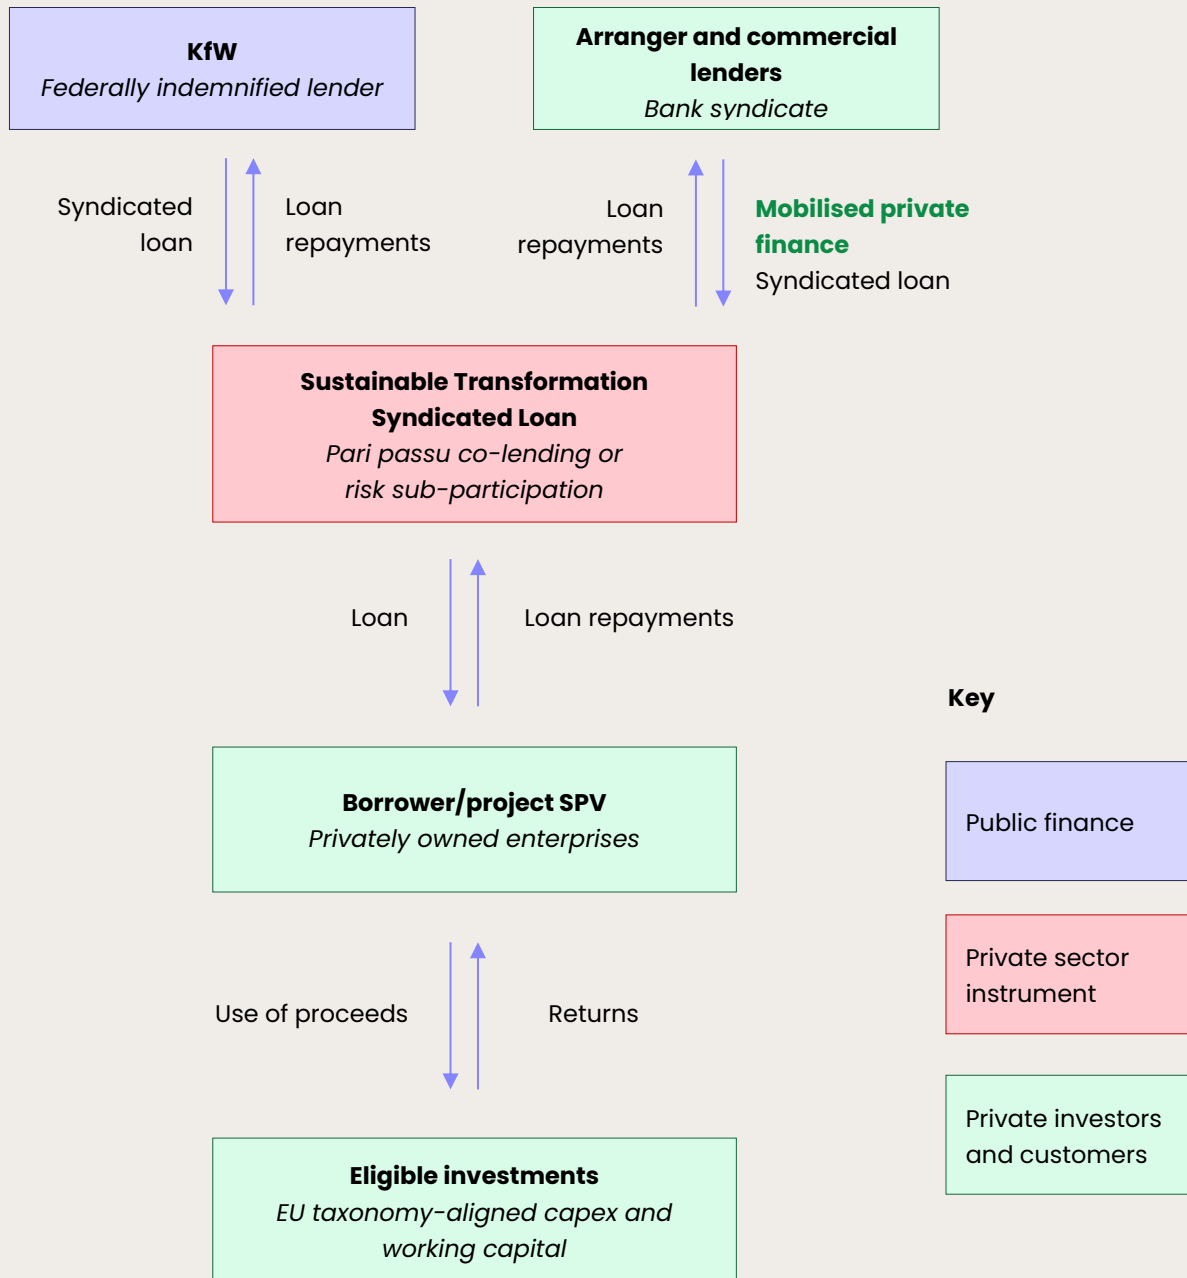 KfW
Federally indemnified lender
Arranger and commercial
lenders
Bank syndicate
Syndicated
loan
Loan
repayments
Loan
repayments
Mobilised private
finance
Syndicated loan
Sustainable Transformation
Syndicated Loan
Pari passu co-lending or
risk sub-participation
Loan
Loan repayments
Borrower/project SPV
Privately owned enterprises
Use of proceeds
Returns
Eligible investments
EU taxonomy-aligned capex and
working capital
Key
Public finance
Private sector
instrument
Private investors
and customers